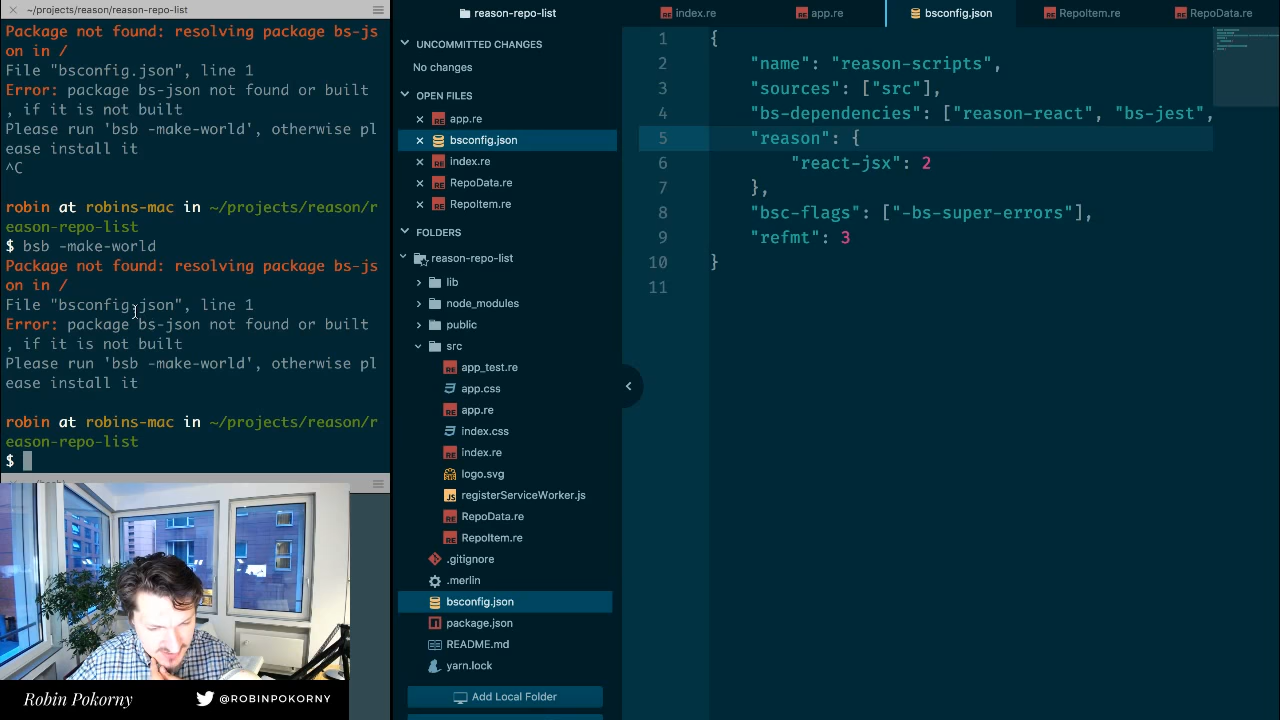 ~/projects/reason/reason-repo-list
Package not found: resolving package bs-js
on in /
File "bsconfig.json", line 1
Error: package bs-json not found or built
, if it is not built
Please run 'bsb -make-world', otherwise pl
ease install it
^C
robin at robins-mac in ~/projects/reason/r
eason-repo-list
$ bsb -make-world
Package not found: resolving package bs-js
on in /
File "bsconfig.json", line 1
Error: package bs-json not found or built
, if it is not built
Please run 'bsb -make-world', otherwise pl
ease install it
robin at robins-mac in ~/projects/reason/r
eason-repo-list
$
Robin Pokorny
@ROBINPOKORNY
reason-repo-list
UNCOMMITTED CHANGES
No changes
OPEN FILES
app.re
bsconfig.json
index.re
RepoData.re
RepoItem.re
FOLDERS
reason-repo-list
lib
node_modules
public
src
app_test.re
app.css
app.re
index.css
index.re
logo.svg
registerServiceWorker.js
RepoData.re
RepoItem.re
.gitignore
.merlin
bsconfig.json
package.json
README.md
yarn.lock
Add Local Folder
index.re
app.re
bsconfig.json
RepoItem.re
RepoData.re
1 {
2 "name": "reason-scripts",
3 "sources": ["src"],
4 "bs-dependencies": ["reason-react", "bs-jest",
5 "reason": {
6 "react-jsx": 2
7 },
8 "bsc-flags": ["-bs-super-errors"],
9 "refmt": 3
10 }
11